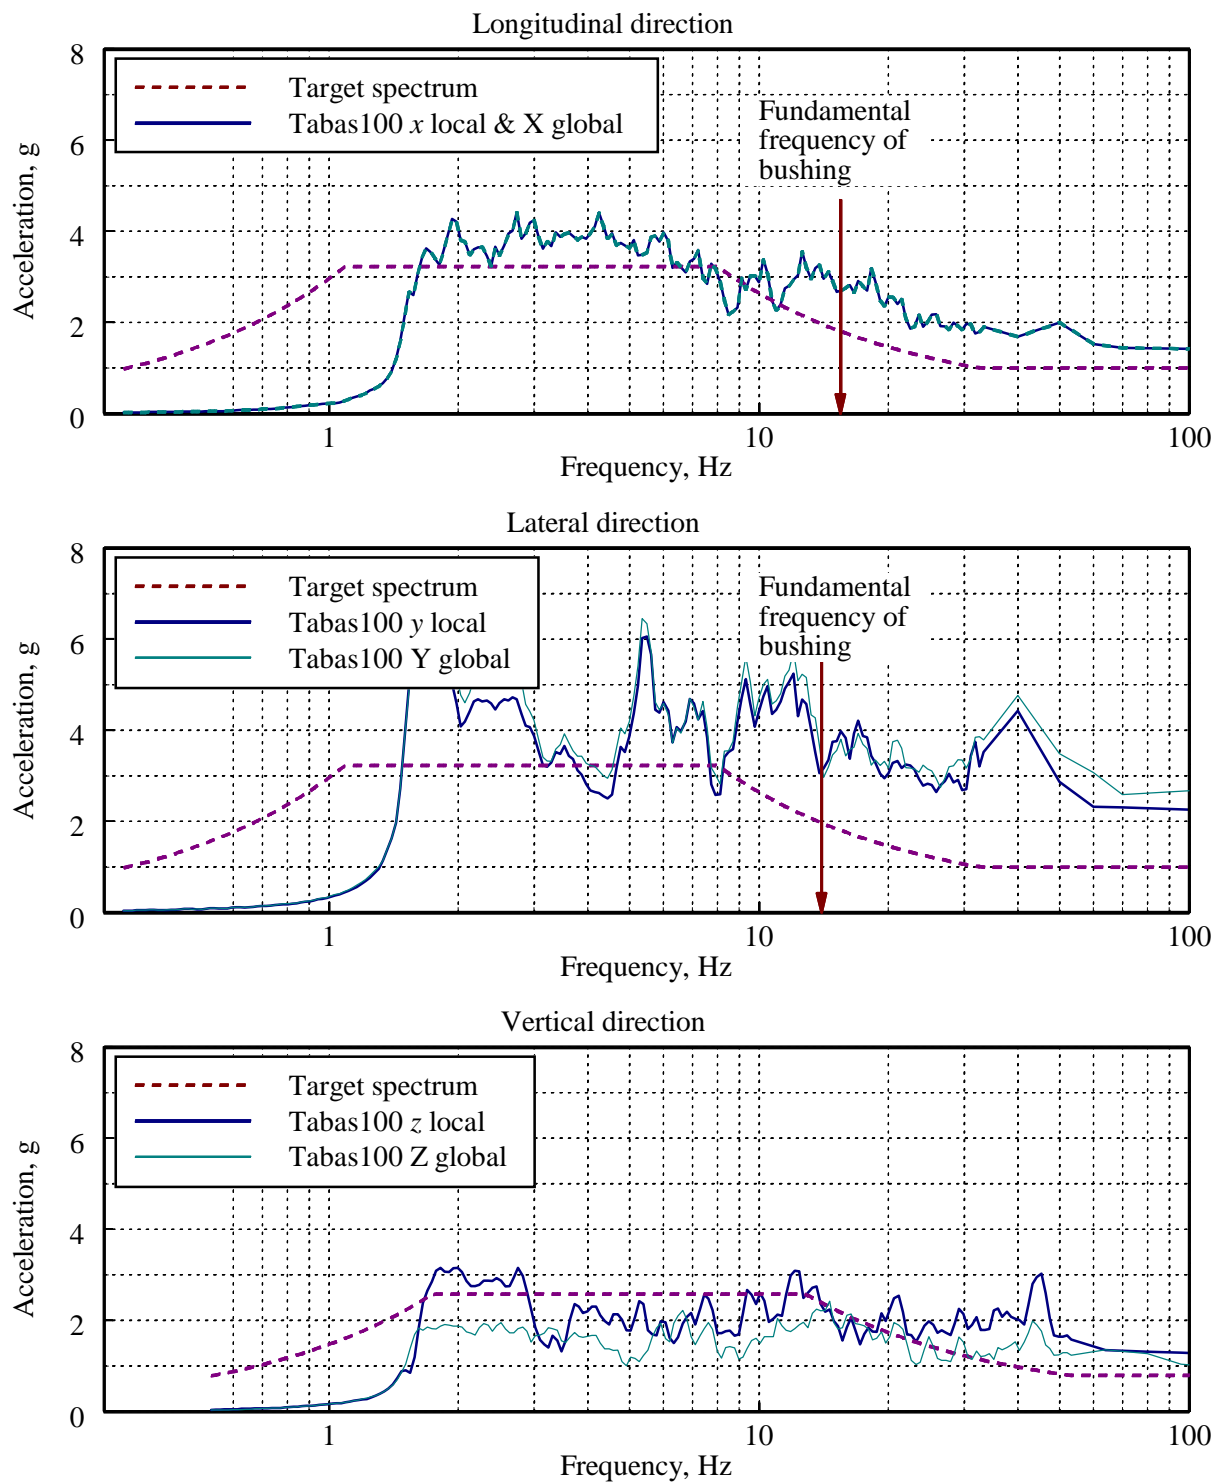 Longitudinal direction
8
6
4
2
0
Acceleration, g
Target spectrum
Tabas100 x local & X global
Fundamental
frequency of
bushing
1
10
100
Frequency, Hz
Lateral direction
8
6
4
2
0
Acceleration, g
Target spectrum
Tabas100 y local
Tabas100 Y global
Fundamental
frequency of
bushing
1
10
100
Frequency, Hz
Vertical direction
8
6
4
2
0
Acceleration, g
Target spectrum
Tabas100 z local
Tabas100 Z global
1
10
100
Frequency, Hz